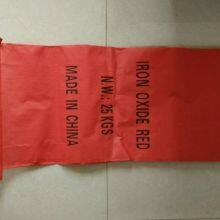 IRON OXIDE RED
N W.: 25 KGS
MADE IN CHINA